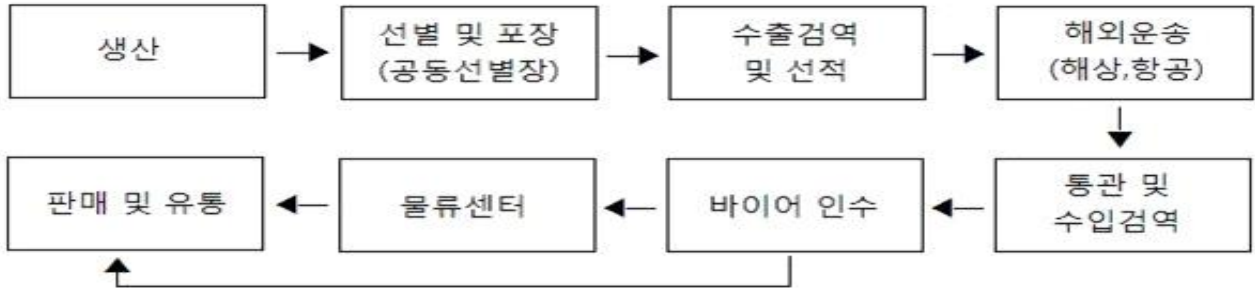 생산
선별 및 포장
(공동선별장)
수출검역
및 선적
해외운송
(해상,항공)
통관 및
수입검역
바이어 인수
물류센터
판매 및 유통